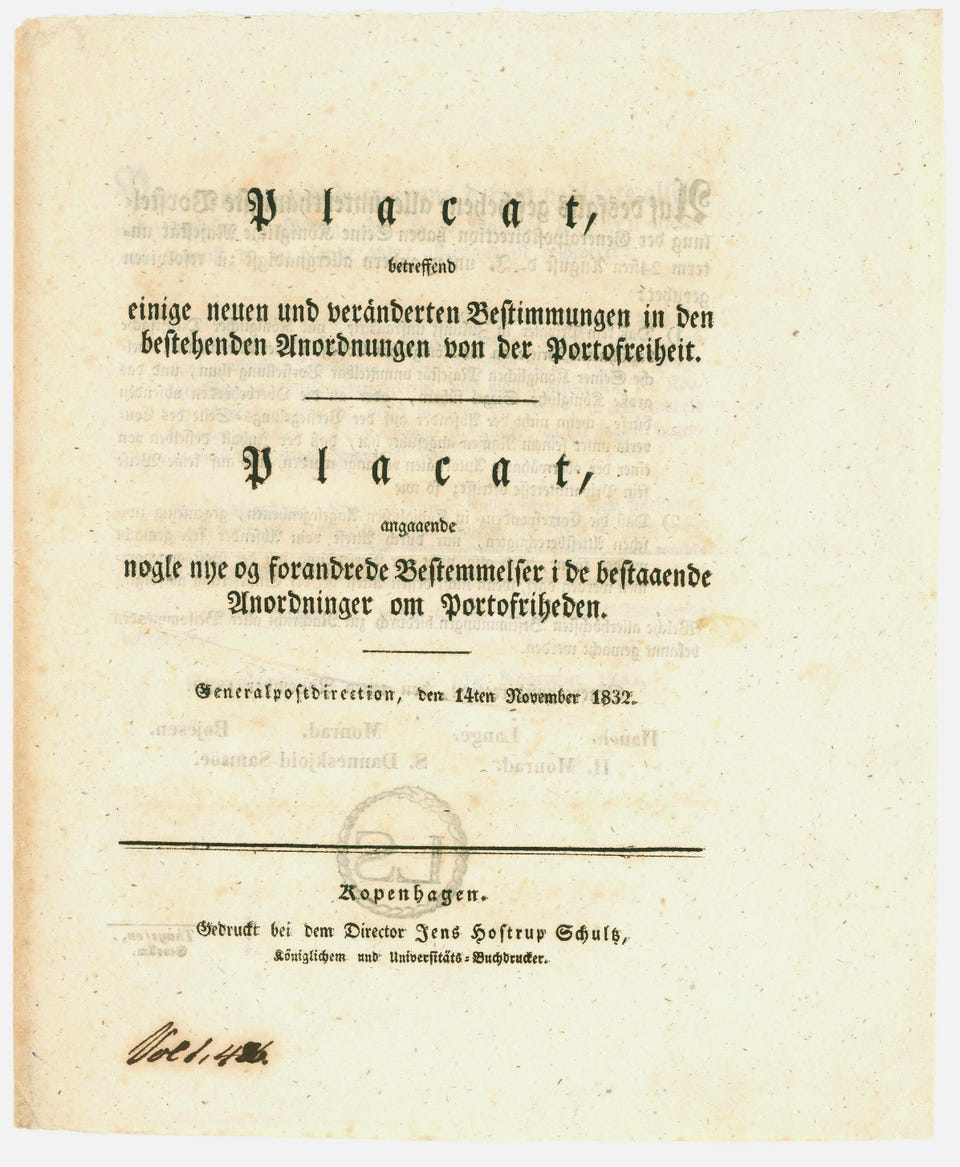 Placat,
betreffend
einige neuen und veränderten Bestimmungen in den
bestehenden Anordnungen von der Portofreiheit.
Placat,
angaaende
nogle nye og forandrede Bestemmelser i de bestaaende
Anordninger om Portofriheden.
Generalpostdirection, den 14ten November 1832.
Kopenhagen.
Gedruckt bei dem Director Jens Hostrup Schultz,
Königlichem und Universitäts-Buchdrucker.